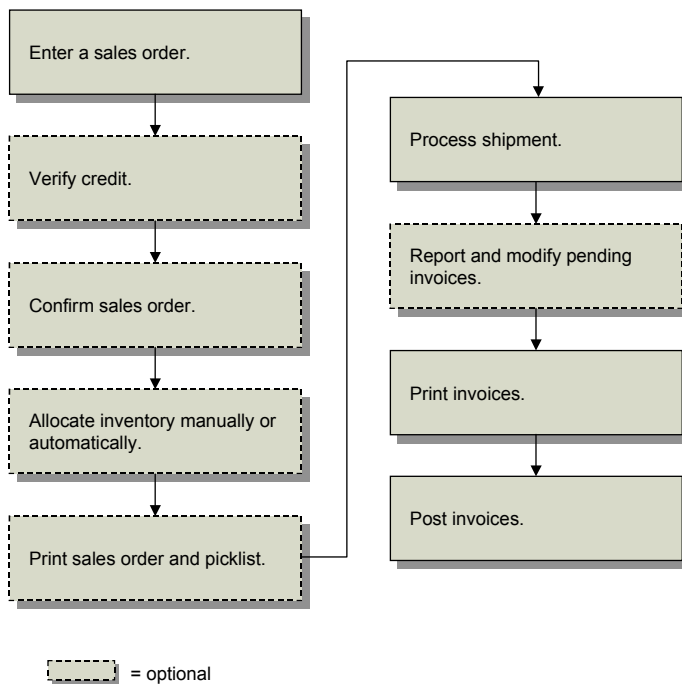 Enter a sales order.
Verify credit.
Confirm sales order.
Allocate inventory manually or
automatically.
Print sales order and picklist.
Process shipment.
Report and modify pending
invoices.
Print invoices.
Post invoices.
= optional